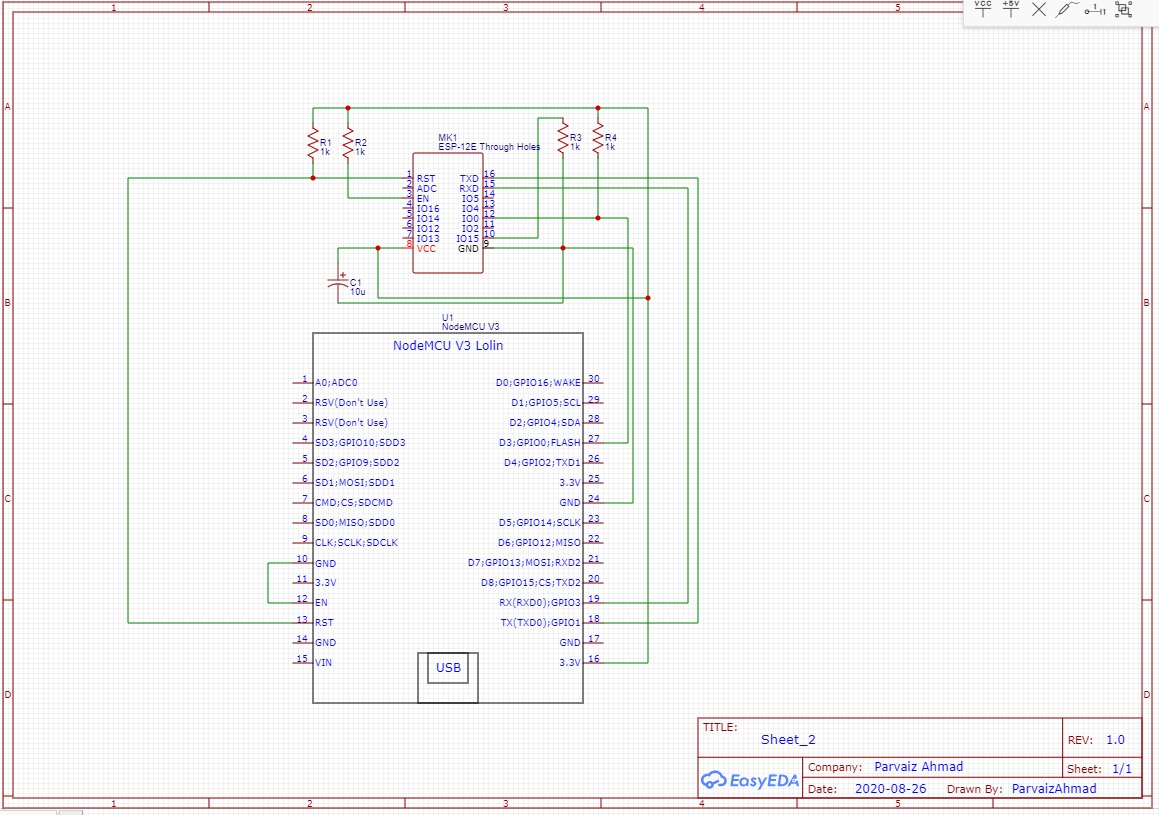 VCC +5V
1 2 3 4 5
A A
R1 1k
R2 1k
MK1
ESP-12E Through Holes
R3 1k
R4 1k
1 RST TXD 16
2 ADC RXD 15
3 EN IO5 14
4 IO16 IO4 13
5 IO14 IO0 12
6 IO12 IO2 11
7 IO13 IO15 10
8 VCC GND 9
+
C1
10u
B B
U1
NodeMCU V3
NodeMCU V3 Lolin
1 A0;ADC0 D0;GPIO16;WAKE 30
2 RSV(Don't Use) D1;GPIO5;SCL 29
3 RSV(Don't Use) D2;GPIO4;SDA 28
4 SD3;GPIO10;SDD3 D3;GPIO0;FLASH 27
5 SD2;GPIO9;SDD2 D4;GPIO2;TXD1 26
6 SD1;MOSI;SDD1 3.3V 25
7 CMD;CS;SDCMD GND 24
C C
8 SD0;MISO;SDD0 D5;GPIO14;SCLK 23
9 CLK;SCLK;SDCLK D6;GPIO12;MISO 22
10 GND D7;GPIO13;MOSI;RXD2 21
11 3.3V D8;GPIO15;CS;TXD2 20
12 EN RX(RXD0);GPIO3 19
13 RST TX(TXD0);GPIO1 18
14 GND GND 17
15 VIN 3.3V 16
USB
D D
TITLE:
Sheet_2
REV: 1.0
EasyEDA
Company: Parvaiz Ahmad
Sheet: 1/1
Date: 2020-08-26 Drawn By: ParvaizAhmad
1 2 3 4 5